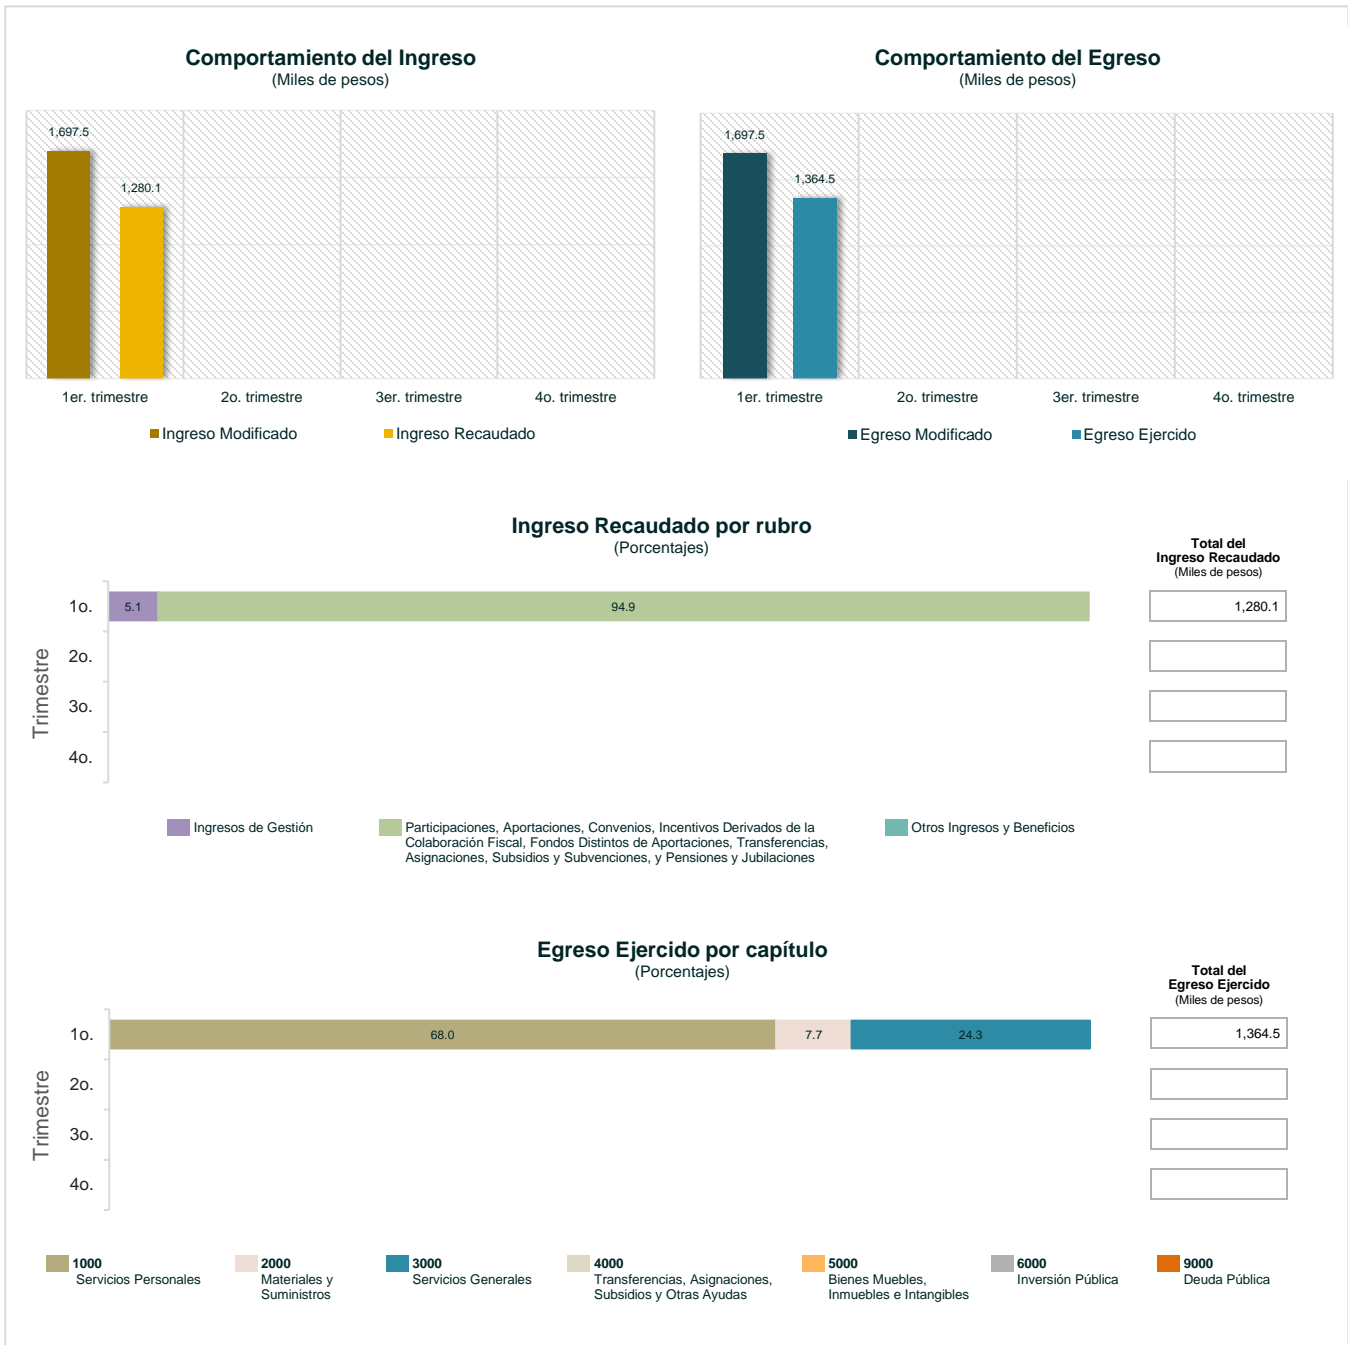 Comportamiento del Ingreso
(Miles de pesos)
1,697.5
1,280.1
1er. trimestre
2o. trimestre
3er. trimestre
4o. trimestre
Ingreso Modificado
Ingreso Recaudado
Comportamiento del Egreso
(Miles de pesos)
1,697.5
1,364.5
1er. trimestre
2o. trimestre
3er. trimestre
4o. trimestre
Egreso Modificado
Egreso Ejercido
Ingreso Recaudado por rubro
(Porcentajes)
Total del
Ingreso Recaudado
(Miles de pesos)
Trimestre
1o.
5.1
94.9
1,280.1
2o.
3o.
4o.
Ingresos de Gestión
Participaciones, Aportaciones, Convenios, Incentivos Derivados de la
Colaboración Fiscal, Fondos Distintos de Aportaciones, Transferencias,
Asignaciones, Subsidios y Subvenciones, y Pensiones y Jubilaciones
Otros Ingresos y Beneficios
Egreso Ejercido por capítulo
(Porcentajes)
Total del
Egreso Ejercido
(Miles de pesos)
Trimestre
1o.
68.0
7.7
24.3
1,364.5
2o.
3o.
4o.
1000
Servicios Personales
2000
Materiales y
Suministros
3000
Servicios Generales
4000
Transferencias, Asignaciones,
Subsidios y Otras Ayudas
5000
Bienes Muebles,
Inmuebles e Intangibles
6000
Inversión Pública
9000
Deuda Pública